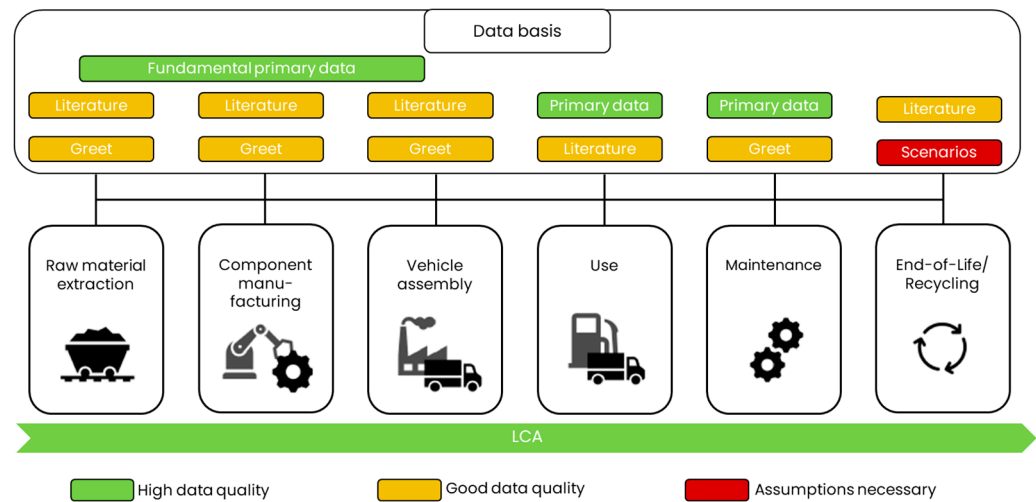 Data basis
Fundamental primary data
Literature
Literature
Literature
Primary data
Primary data
Literature
Greet
Greet
Greet
Literature
Greet
Scenarios
Raw material
extraction
Component
manu-
facturing
Vehicle
assembly
Use
Maintenance
End-of-Life/
Recycling
LCA
High data quality
Good data quality
Assumptions necessary